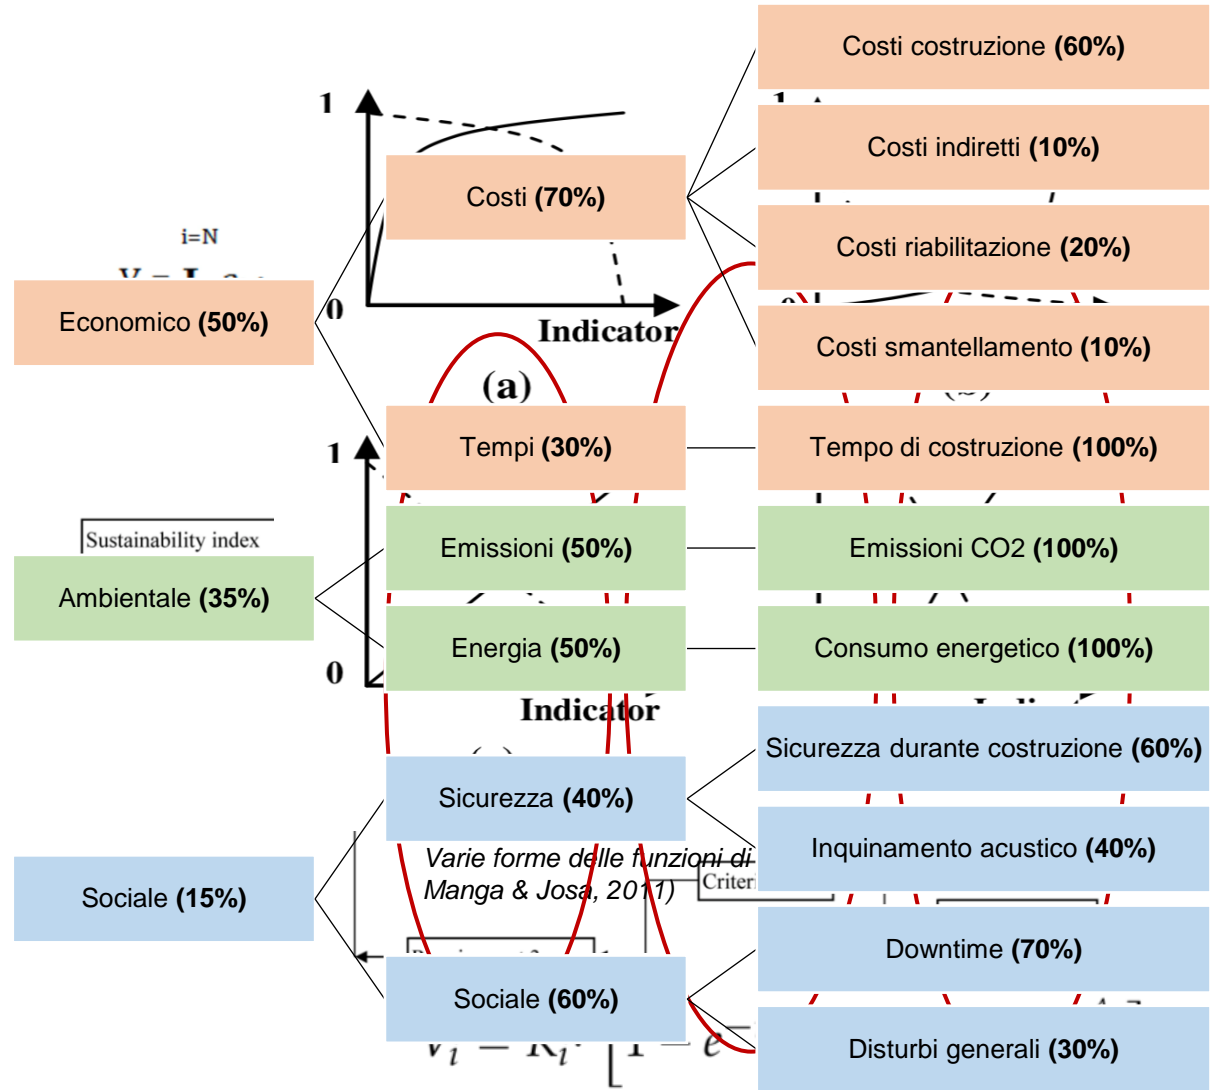 Costi costruzione (60%)
1
Costi indiretti (10%)
Costi (70%)
i=N
Costi riabilitazione (20%)
Economico (50%)
0
Indicator
Costi smantellamento (10%)
(a)
Tempi (30%)
Tempo di costruzione (100%)
1
Sustainability index
Emissioni (50%)
Emissioni CO2 (100%)
Ambientale (35%)
Energia (50%)
Consumo energetico (100%)
0
Indicator
Sicurezza durante costruzione (60%)
Sicurezza (40%)
Inquinamento acustico (40%)
Varie forme delle funzioni di
Manga & Josa, 2011)
Sociale (15%)
Downtime (70%)
Sociale (60%)
Disturbi generali (30%)